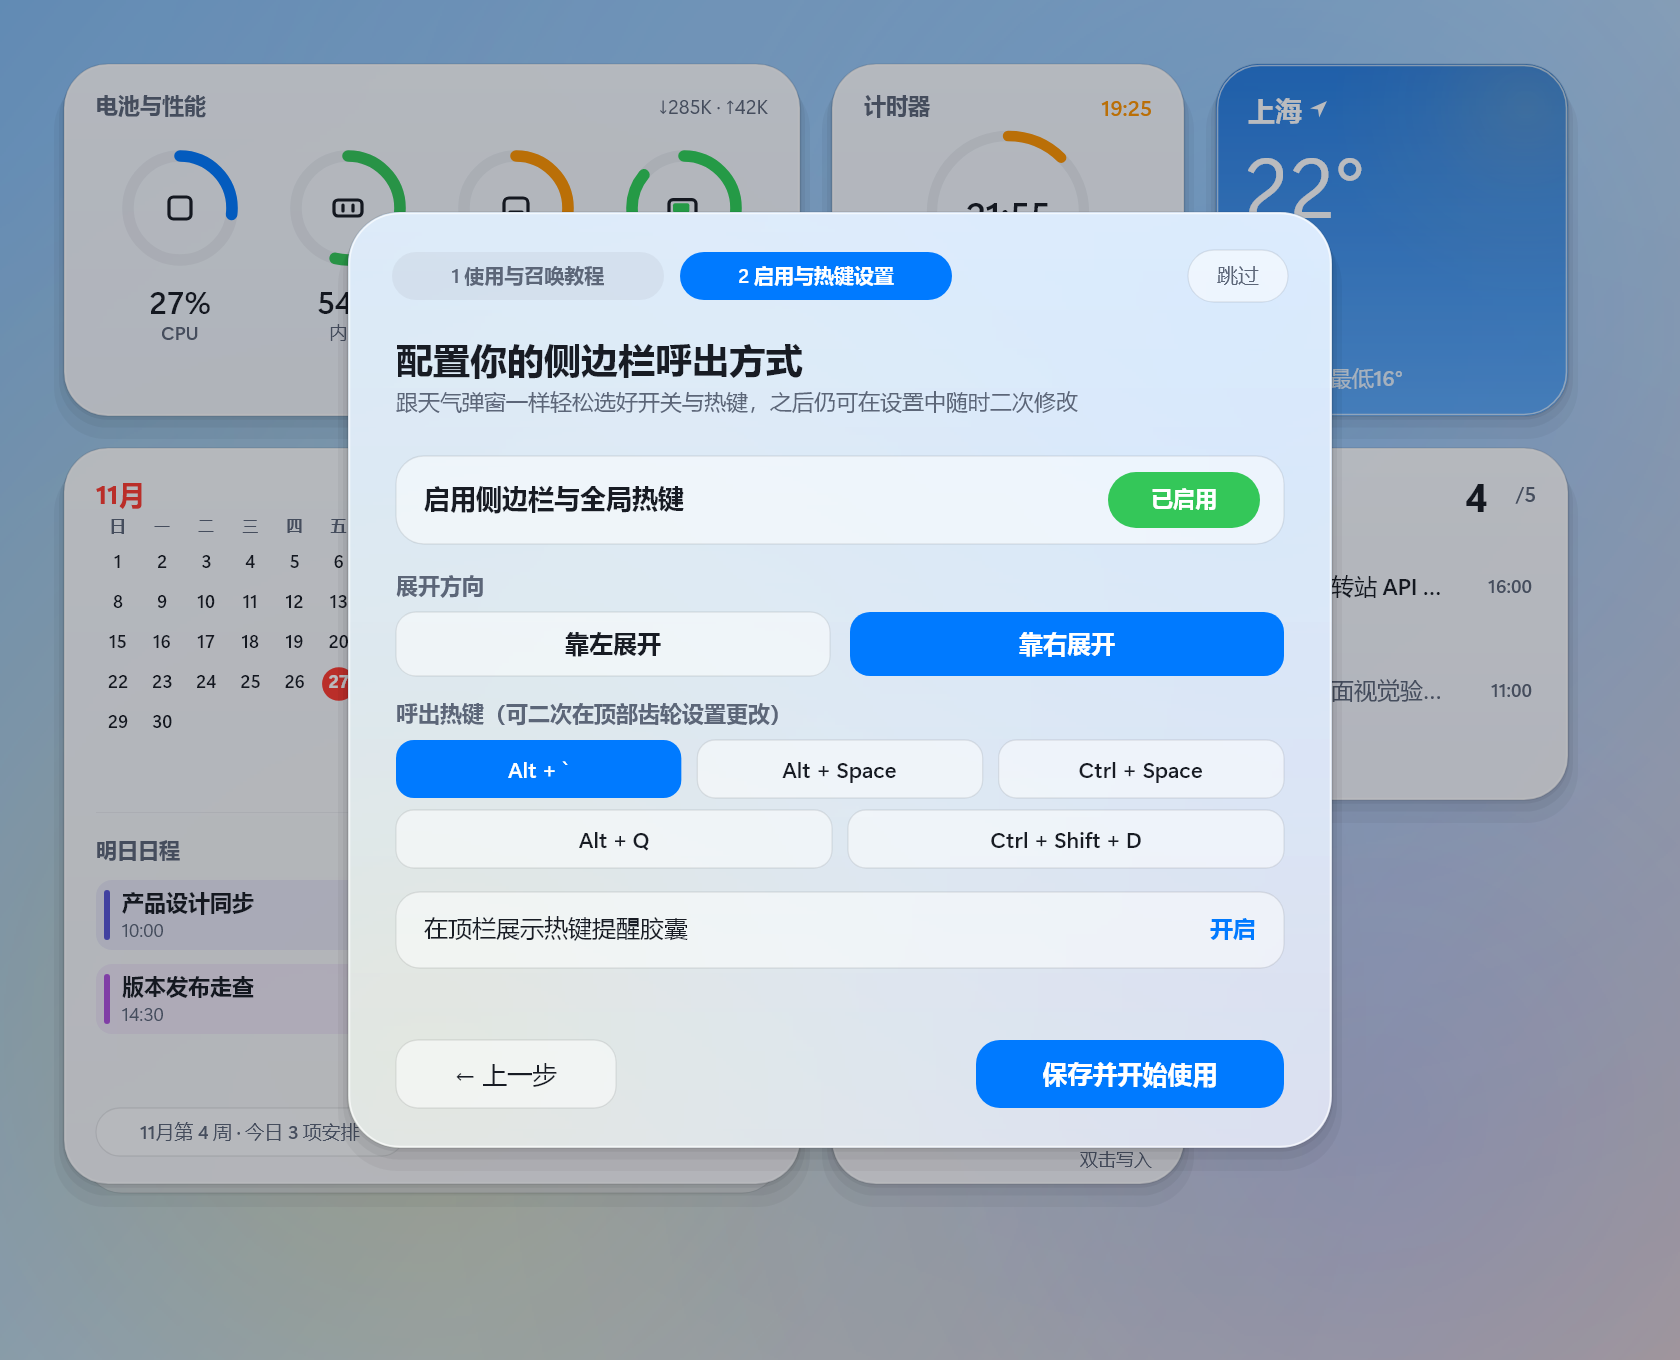 电池与性能
↓285K · ↑42K
27%
CPU
54
内
计时器
19:25
上海
22°
最低16°
1 使用与召唤教程
2 启用与热键设置
跳过
配置你的侧边栏呼出方式
跟天气弹窗一样轻松选好开关与热键，之后仍可在设置中随时二次修改
启用侧边栏与全局热键
已启用
展开方向
靠左展开
靠右展开
呼出热键（可二次在顶部齿轮设置更改）
Alt + `
Alt + Space
Ctrl + Space
Alt + Q
Ctrl + Shift + D
在顶栏展示热键提醒胶囊
开启
← 上一步
保存并开始使用
11月
日 一 二 三 四 五
1 2 3 4 5 6
8 9 10 11 12 13
15 16 17 18 19 20
22 23 24 25 26 27
29 30
明日日程
产品设计同步
10:00
版本发布走查
14:30
11月第 4 周 · 今日 3 项安排
4 /5
转站 API ... 16:00
面视觉验... 11:00
双击写入